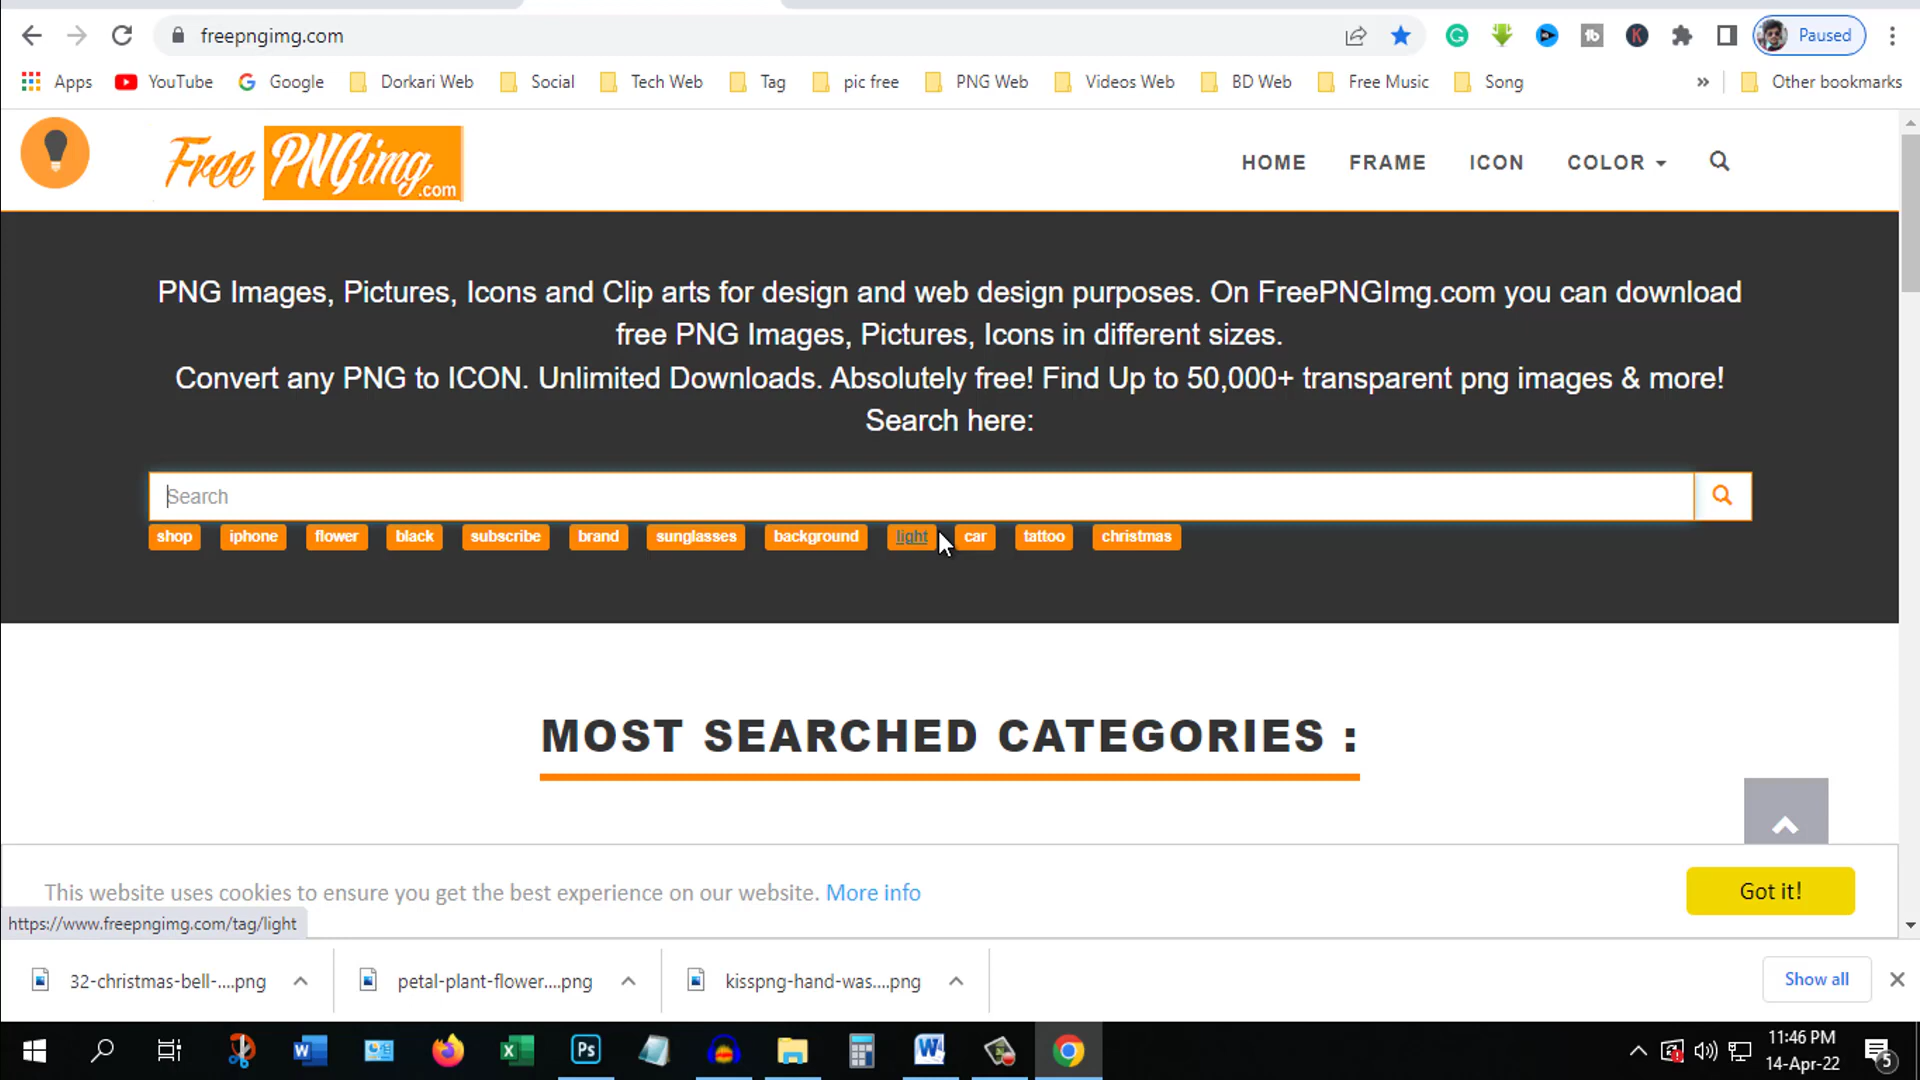 freepngimg.com
Paused
Apps YouTube Google Dorkari Web Social Tech Web Tag pic free PNG Web Videos Web BD Web Free Music Song » Other bookmarks
Free PNGimg.com
HOME FRAME ICON COLOR
PNG Images, Pictures, Icons and Clip arts for design and web design purposes. On FreePNGImg.com you can download
free PNG Images, Pictures, Icons in different sizes.
Convert any PNG to ICON. Unlimited Downloads. Absolutely free! Find Up to 50,000+ transparent png images & more!
Search here:
Search
shop iphone flower black subscribe brand sunglasses background light car tattoo christmas
MOST SEARCHED CATEGORIES :
This website uses cookies to ensure you get the best experience on our website. More info
Got it!
https://www.freepngimg.com/tag/light
32-christmas-bell-....png petal-plant-flower....png kisspng-hand-was....png Show all
11:46 PM
14-Apr-22
5